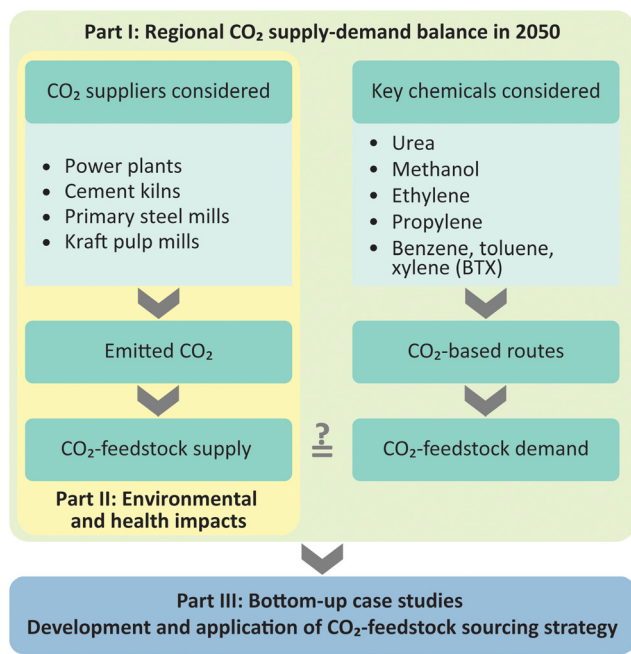 Part I: Regional CO₂ supply-demand balance in 2050
CO₂ suppliers considered
• Power plants
• Cement kilns
• Primary steel mills
• Kraft pulp mills
Emitted CO₂
CO₂-feedstock supply
Part II: Environmental
and health impacts
Key chemicals considered
• Urea
• Methanol
• Ethylene
• Propylene
• Benzene, toluene,
xylene (BTX)
CO₂-based routes
CO₂-feedstock demand
?
=
Part III: Bottom-up case studies
Development and application of CO₂-feedstock sourcing strategy